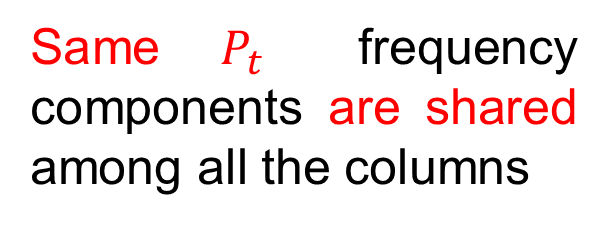 Same P_t frequency
components are shared
among all the columns